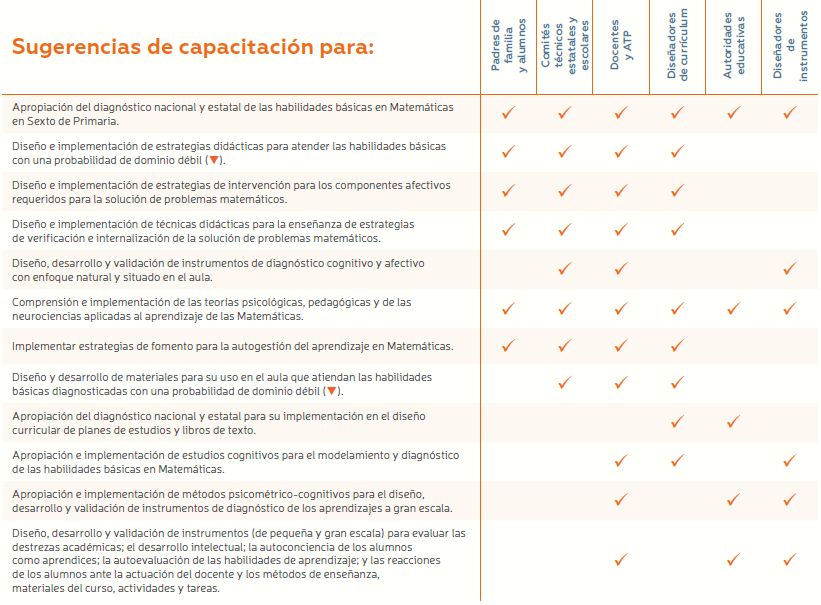 Sugerencias de capacitación para:
Padres de
familia
y alumnos
Comités
técnicos
estatales y
escolares
Docentes
y ATP
Diseñadores
de currículum
Autoridades
educativas
Diseñadores
de
instrumentos
Apropiación del diagnóstico nacional y estatal de las habilidades básicas en Matemáticas
en Sexto de Primaria.
✓ ✓ ✓ ✓ ✓ ✓
Diseño e implementación de estrategias didácticas para atender las habilidades básicas
con una probabilidad de dominio débil (▼).
✓ ✓ ✓ ✓
Diseño e implementación de estrategias de intervención para los componentes afectivos
requeridos para la solución de problemas matemáticos.
✓ ✓ ✓ ✓
Diseño e implementación de técnicas didácticas para la enseñanza de estrategias
de verificación e internalización de la solución de problemas matemáticos.
✓ ✓ ✓ ✓
Diseño, desarrollo y validación de instrumentos de diagnóstico cognitivo y afectivo
con enfoque natural y situado en el aula.
✓ ✓ ✓
Comprensión e implementación de las teorías psicológicas, pedagógicas y de las
neurociencias aplicadas al aprendizaje de las Matemáticas.
✓ ✓ ✓ ✓ ✓ ✓
Implementar estrategias de fomento para la autogestión del aprendizaje en Matemáticas.
✓ ✓ ✓ ✓
Diseño y desarrollo de materiales para su uso en el aula que atiendan las habilidades
básicas diagnosticadas con una probabilidad de dominio débil (▼).
✓ ✓ ✓
Apropiación del diagnóstico nacional y estatal para su implementación en el diseño
curricular de planes de estudios y libros de texto.
✓ ✓
Apropiación e implementación de estudios cognitivos para el modelamiento y diagnóstico
de las habilidades básicas en Matemáticas.
✓ ✓ ✓
Apropiación e implementación de métodos psicométrico-cognitivos para el diseño,
desarrollo y validación de instrumentos de diagnóstico de los aprendizajes a gran escala.
✓ ✓ ✓
Diseño, desarrollo y validación de instrumentos (de pequeña y gran escala) para evaluar las
destrezas académicas; el desarrollo intelectual; la autoconciencia de los alumnos
como aprendices; la autoevaluación de las habilidades de aprendizaje; y las reacciones
de los alumnos ante la actuación del docente y los métodos de enseñanza,
materiales del curso, actividades y tareas.
✓ ✓ ✓